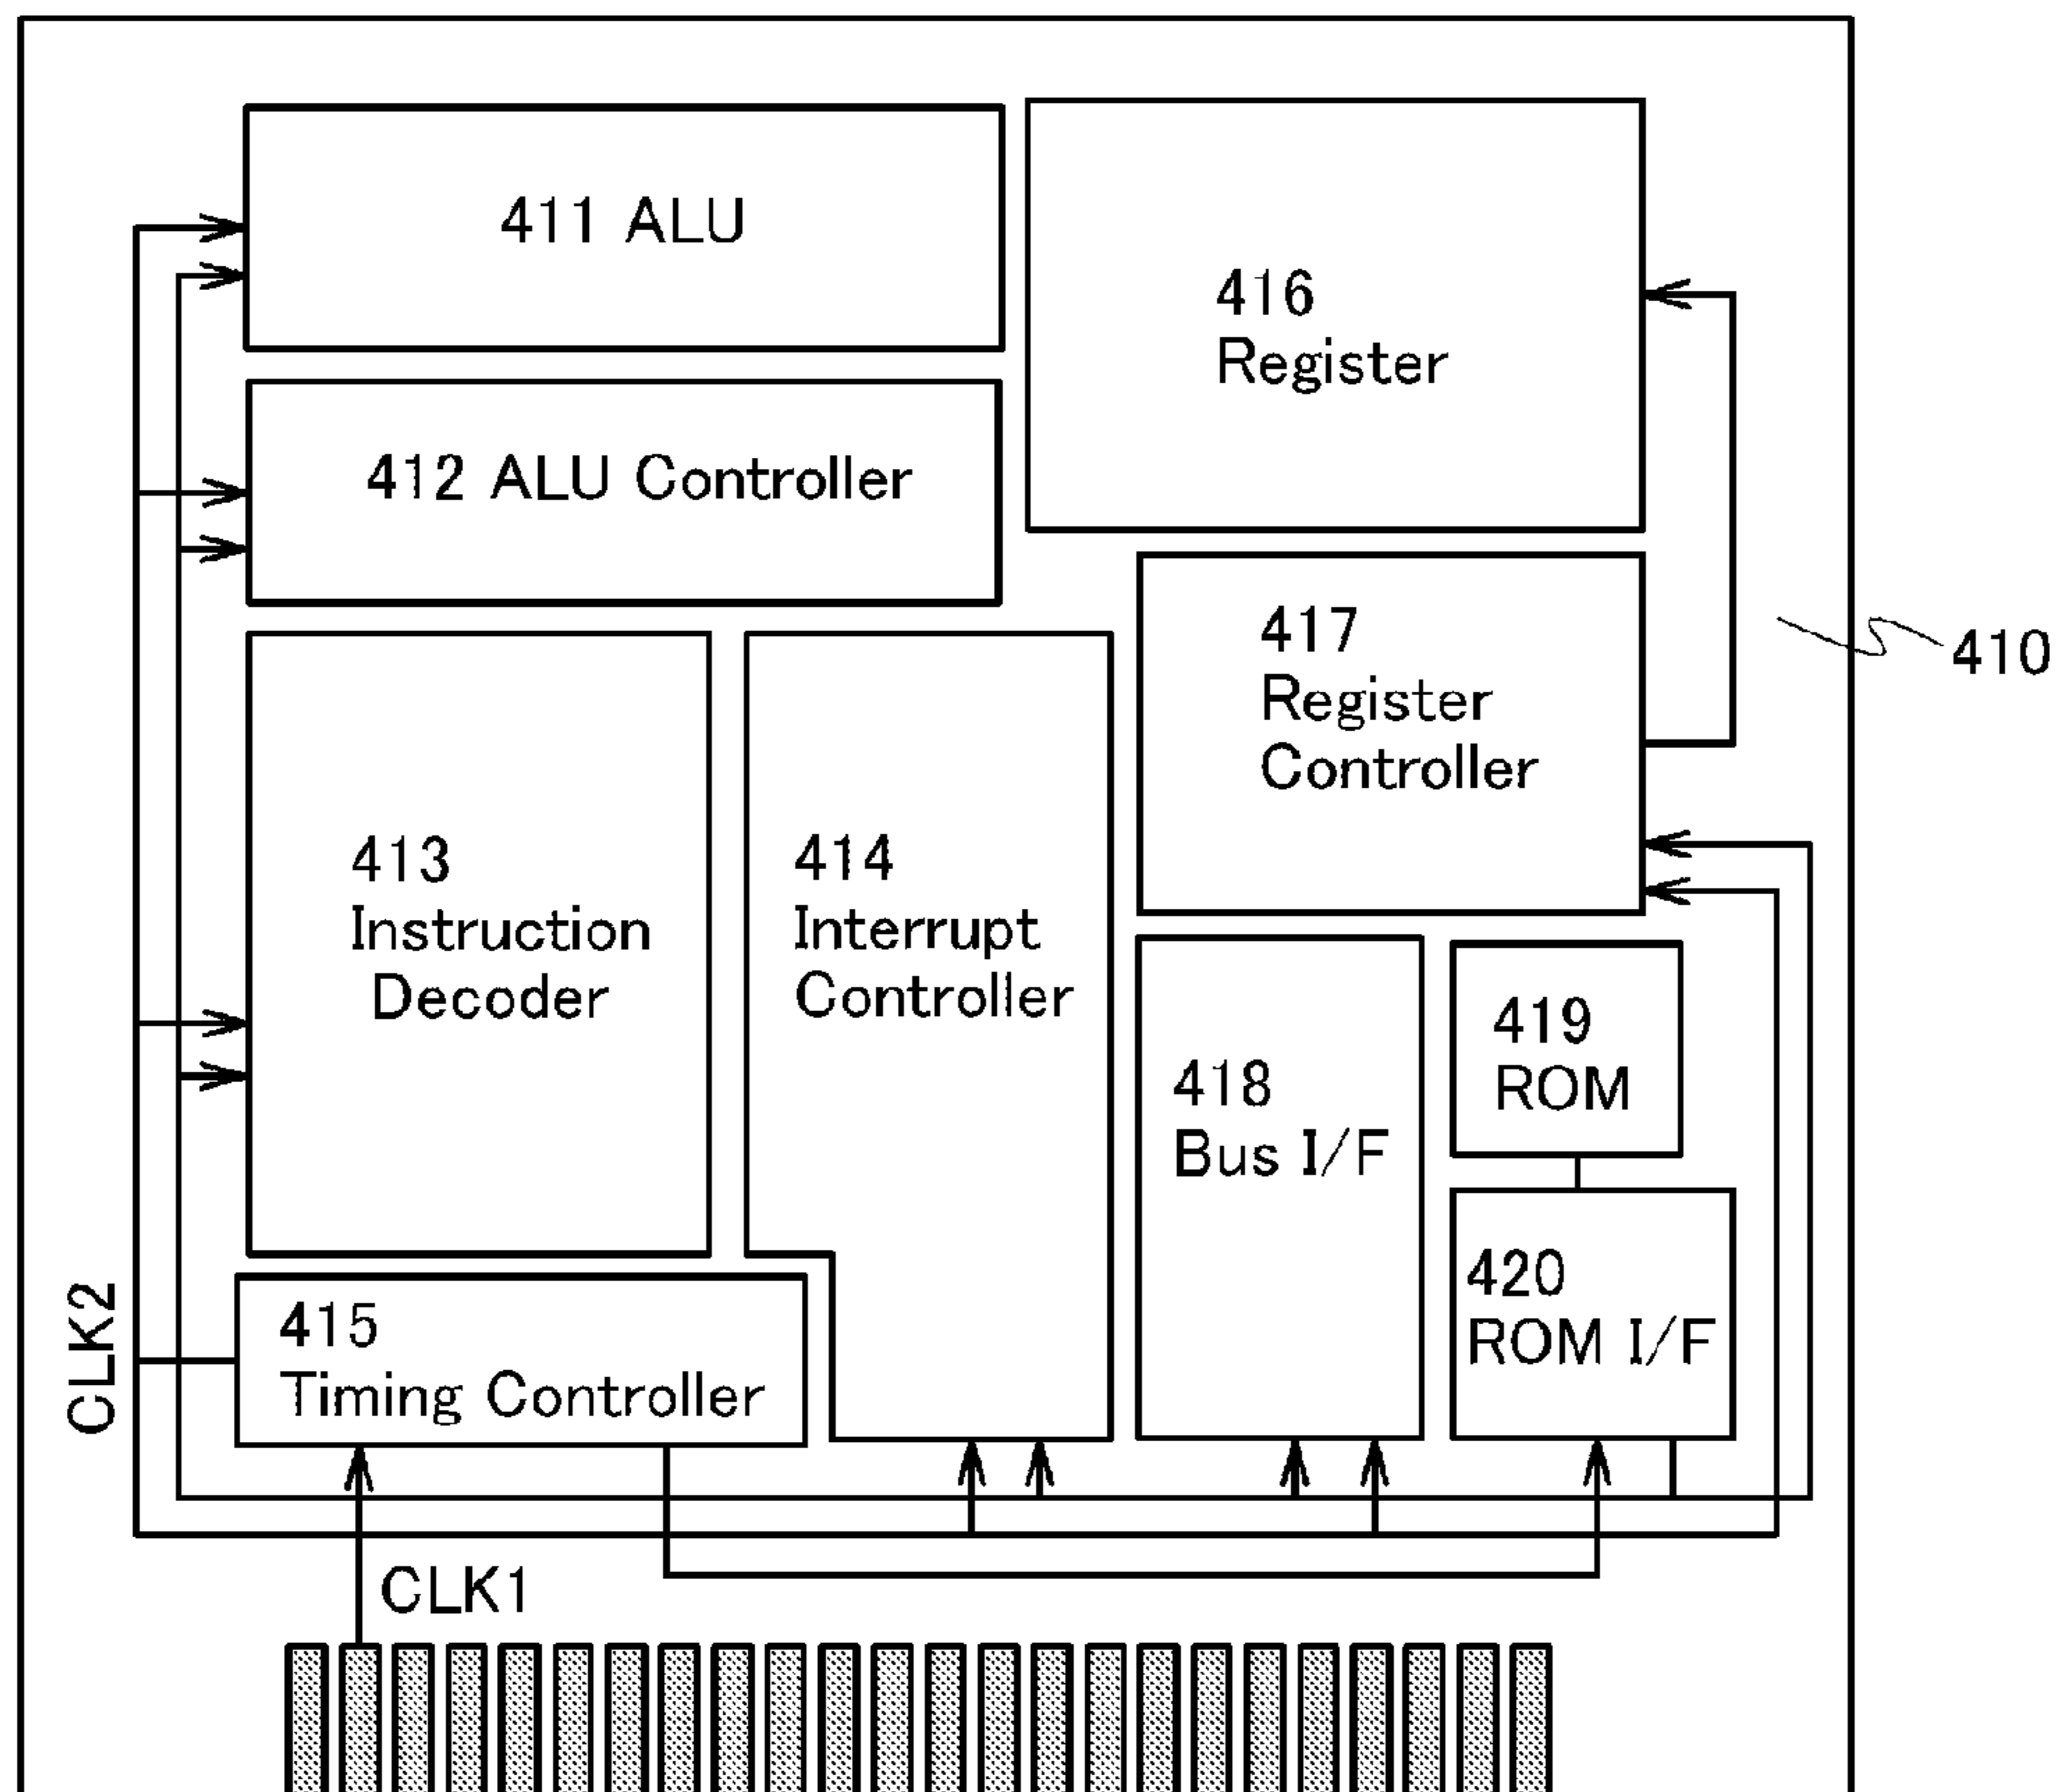 411 ALU
416
Register
412 ALU Controller
417
Register
Controller
410
413
Instruction
Decoder
414
Interrupt
Controller
419
ROM
418
Bus I/F
420
ROM I/F
415
Timing Controller
CLK2
CLK1